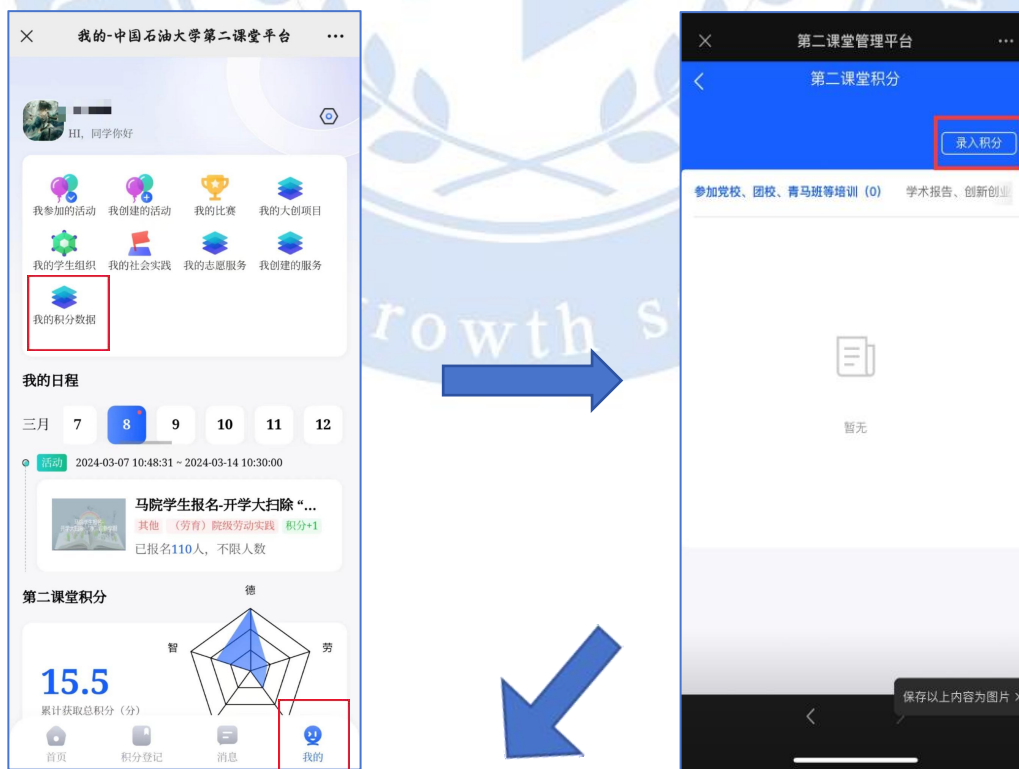 我的-中国石油大学第二课堂平台
HI，同学你好
我参加的活动 我创建的活动 我的比赛 我的大创项目
我的学生组织 我的社会实践 我的志愿服务 我创建的服务
我的积分数据
我的日程
三月 7 8 9 10 11 12
活动 2024-03-07 10:48:31 ~ 2024-03-14 10:30:00
马院学生报名-开学大扫除 “...
其他 （劳育）院级劳动实践 积分+1
已报名110人，不限人数
第二课堂积分
德
智
劳
15.5
累计获取总积分（分）
首页 积分登记 消息 我的
rowth s
第二课堂管理平台
第二课堂积分
录入积分
参加党校、团校、青马班等培训（0） 学术报告、创新创业
暂无
保存以上内容为图片